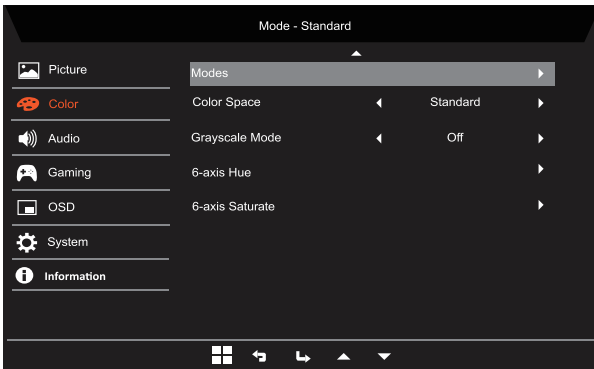 Mode - Standard
Picture
Color
Audio
Gaming
OSD
System
Information
Modes
Color Space Standard
Grayscale Mode Off
6-axis Hue
6-axis Saturate